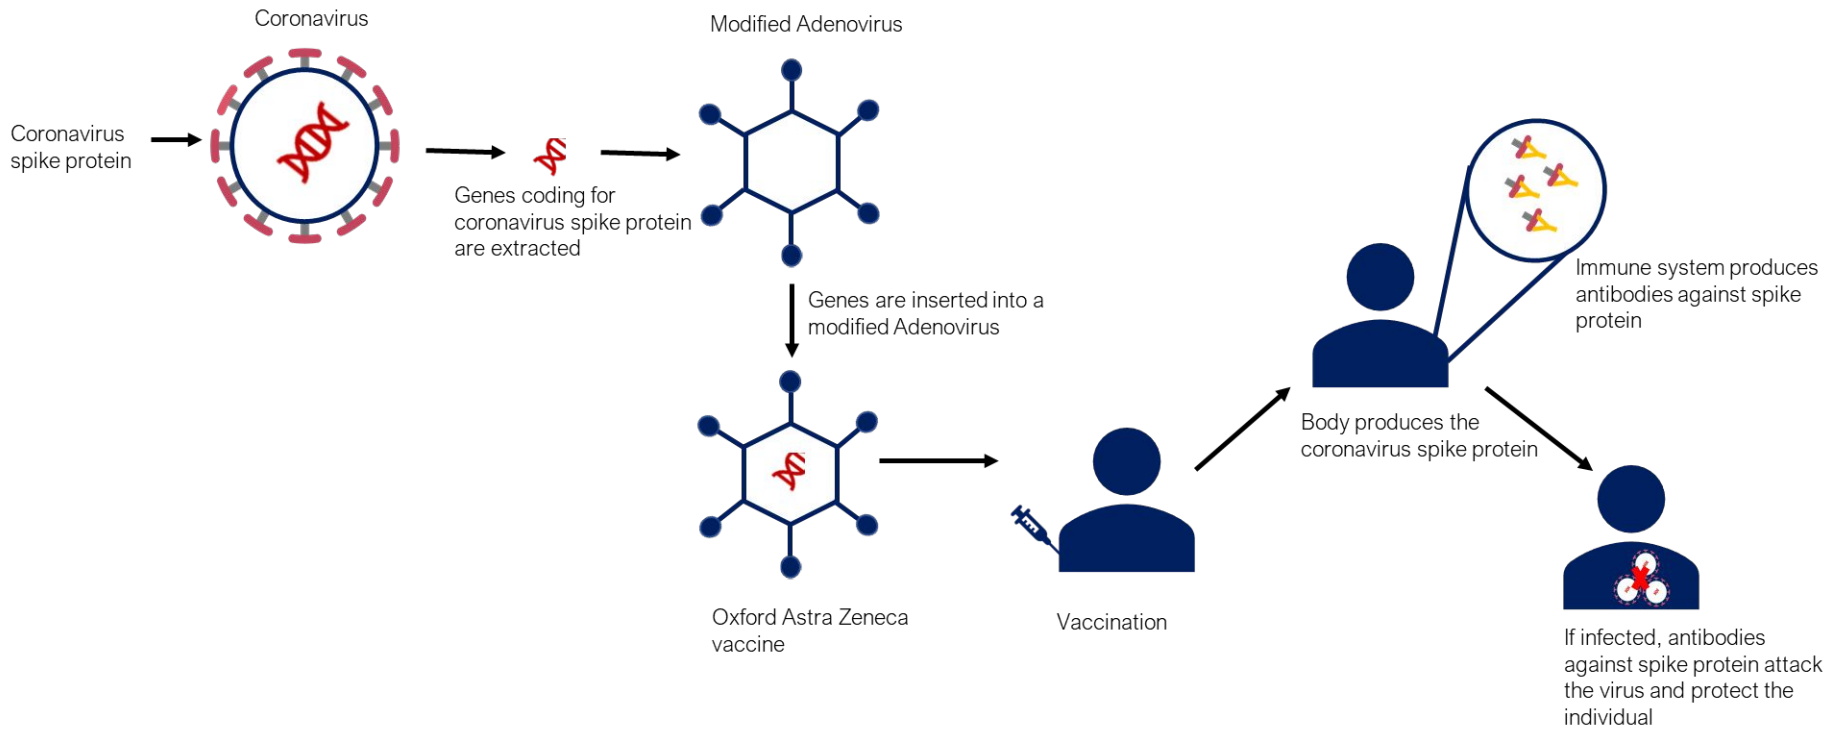 Coronavirus
Coronavirus
spike protein
Genes coding for
coronavirus spike protein
are extracted
Modified Adenovirus
Genes are inserted into a
modified Adenovirus
Oxford Astra Zeneca
vaccine
Vaccination
Body produces the
coronavirus spike protein
Immune system produces
antibodies against spike
protein
If infected, antibodies
against spike protein attack
the virus and protect the
individual